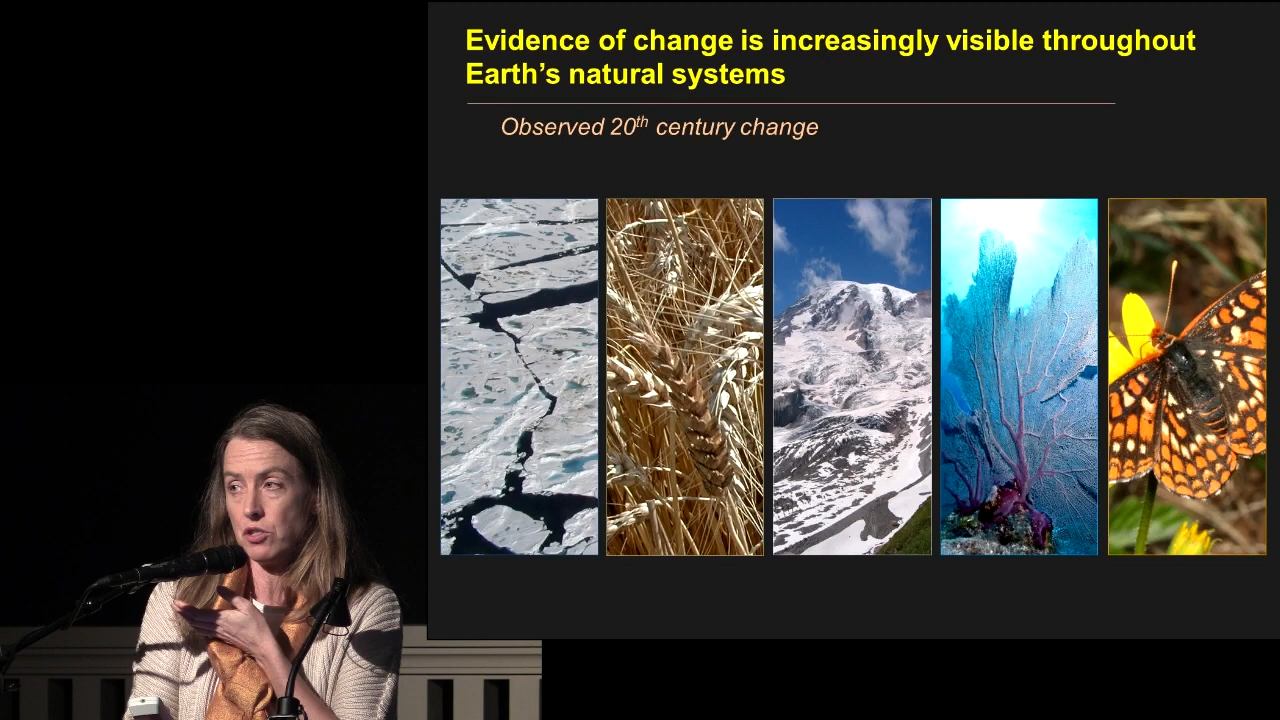 Evidence of change is increasingly visible throughout
Earth’s natural systems
Observed 20th century change